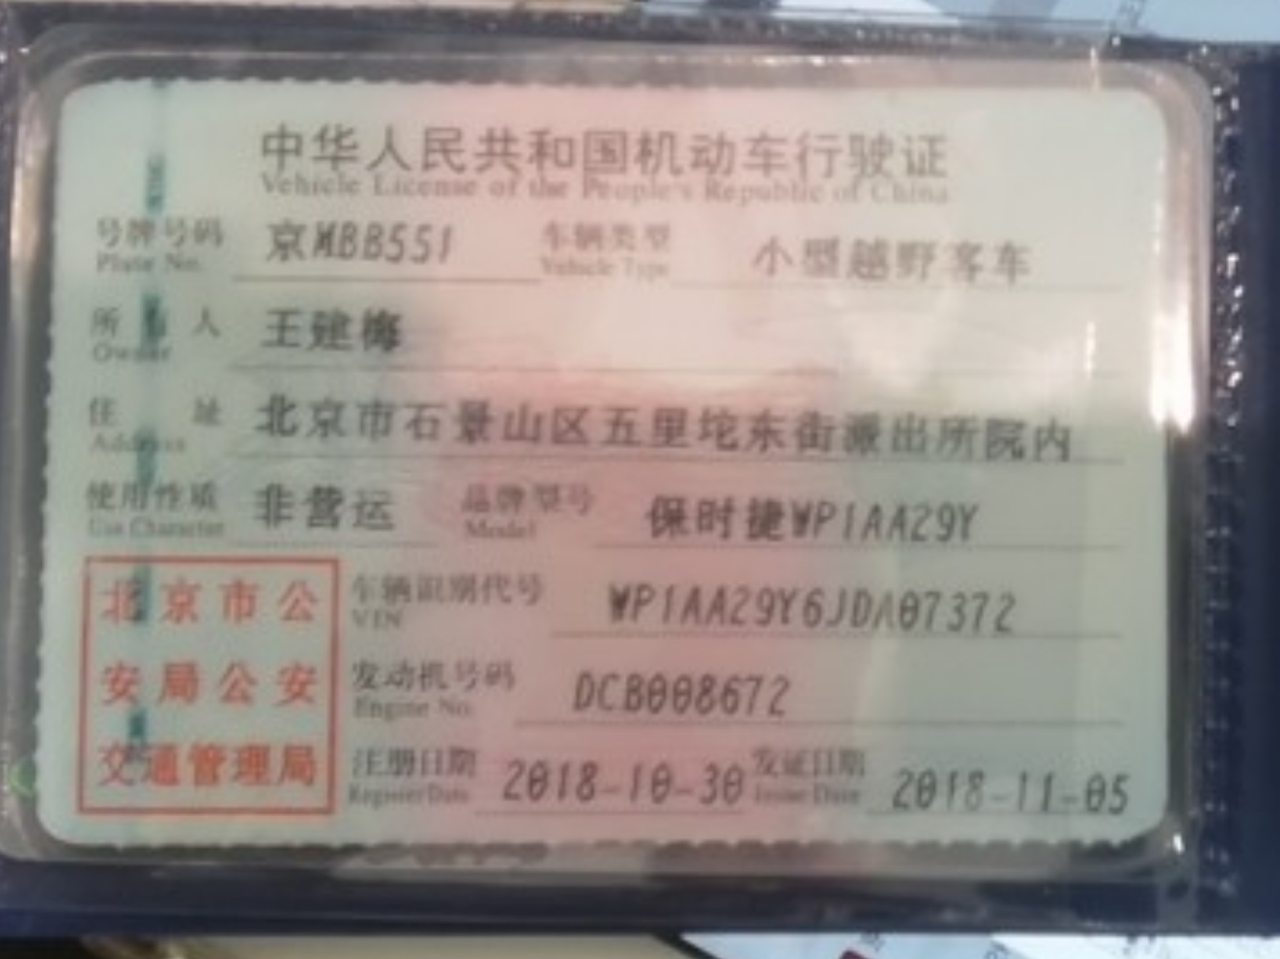 中华人民共和国机动车行驶证
Vehicle License of the People's Republic of China
号牌号码 京MBB551 车辆类型 小型越野客车
Plate No. Vehicle Type
所有人 王建梅
Owner
住址 北京市石景山区五里坨东街派出所院内
Address
使用性质 非营运 品牌型号 保时捷WP1AA29Y
Use Character Model
北京市公
安局公安
交通管理局
车辆识别代号 WP1AA29Y6JDA07372
VIN
发动机号码 DCB008672
Engine No.
注册日期 2018-10-30 发证日期 2018-11-05
Register Date Issue Date